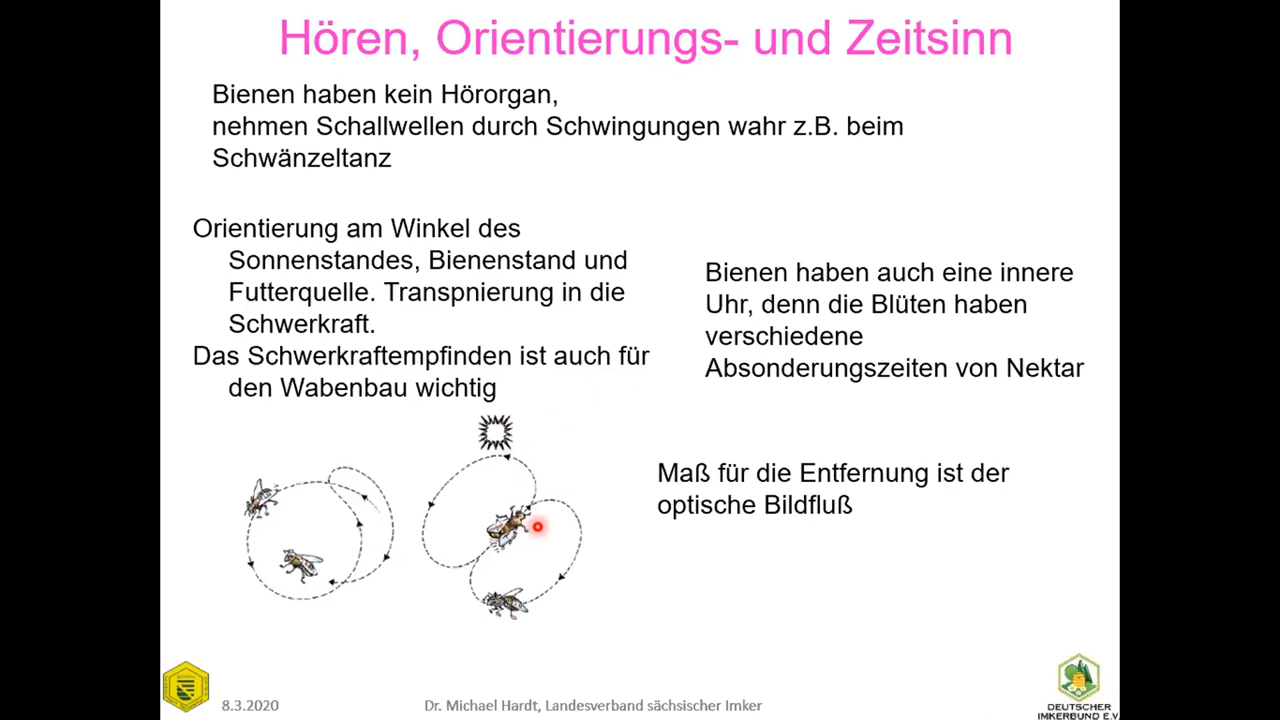 Hören, Orientierungs- und Zeitsinn
Bienen haben kein Hörorgan,
nehmen Schallwellen durch Schwingungen wahr z.B. beim
Schwänzeltanz
Orientierung am Winkel des
Sonnenstandes, Bienenstand und
Futterquelle. Transpnierung in die
Schwerkraft.
Das Schwerkraftempfinden ist auch für
den Wabenbau wichtig
Bienen haben auch eine innere
Uhr, denn die Blüten haben
verschiedene
Absonderungszeiten von Nektar
Maß für die Entfernung ist der
optische Bildfluß
8.3.2020
Dr. Michael Hardt, Landesverband sächsischer Imker
DEUTSCHER
IMKERBUND E.V